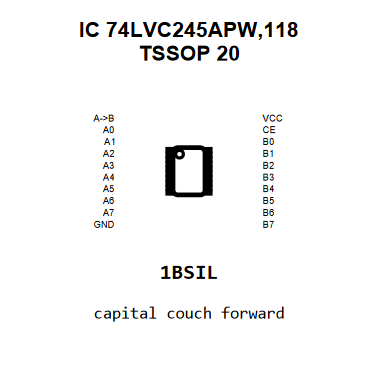 IC 74LVC245APW,118
TSSOP 20
A->B VCC
A0 CE
A1 B0
A2 B1
A3 B2
A4 B3
A5 B4
A6 B5
A7 B6
GND B7
1BSIL
capital couch forward